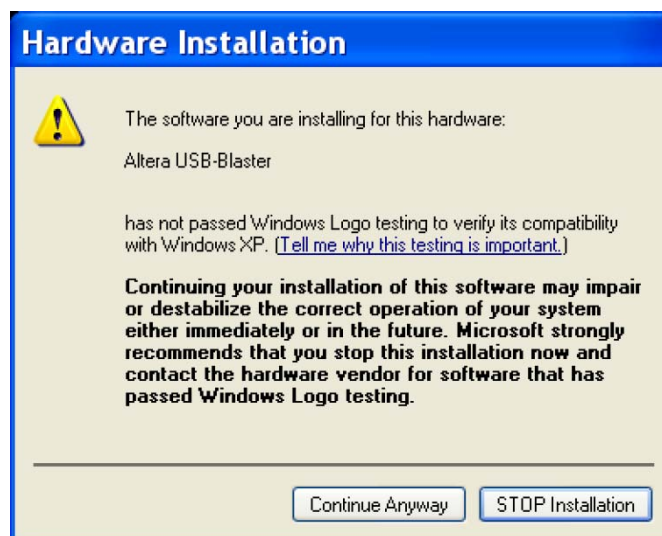 Hardware Installation
The software you are installing for this hardware:
Altera USB-Blaster
has not passed Windows Logo testing to verify its compatibility
with Windows XP. (Tell me why this testing is important.)
Continuing your installation of this software may impair
or destabilize the correct operation of your system
either immediately or in the future. Microsoft strongly
recommends that you stop this installation now and
contact the hardware vendor for software that has
passed Windows Logo testing.
Continue Anyway
STOP Installation